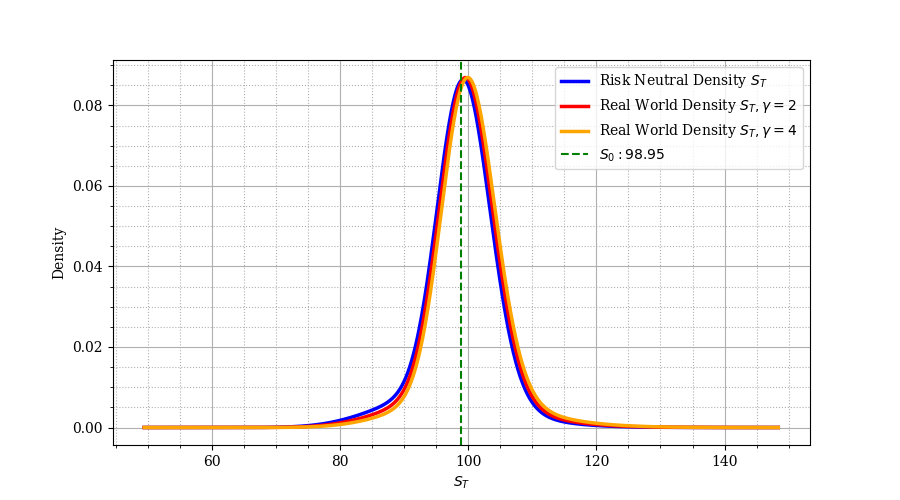 Risk Neutral Density S_T
Real World Density S_T, γ = 2
Real World Density S_T, γ = 4
S_0 : 98.95
0.08
0.06
0.04
0.02
0.00
Density
60
80
100
120
140
S_T